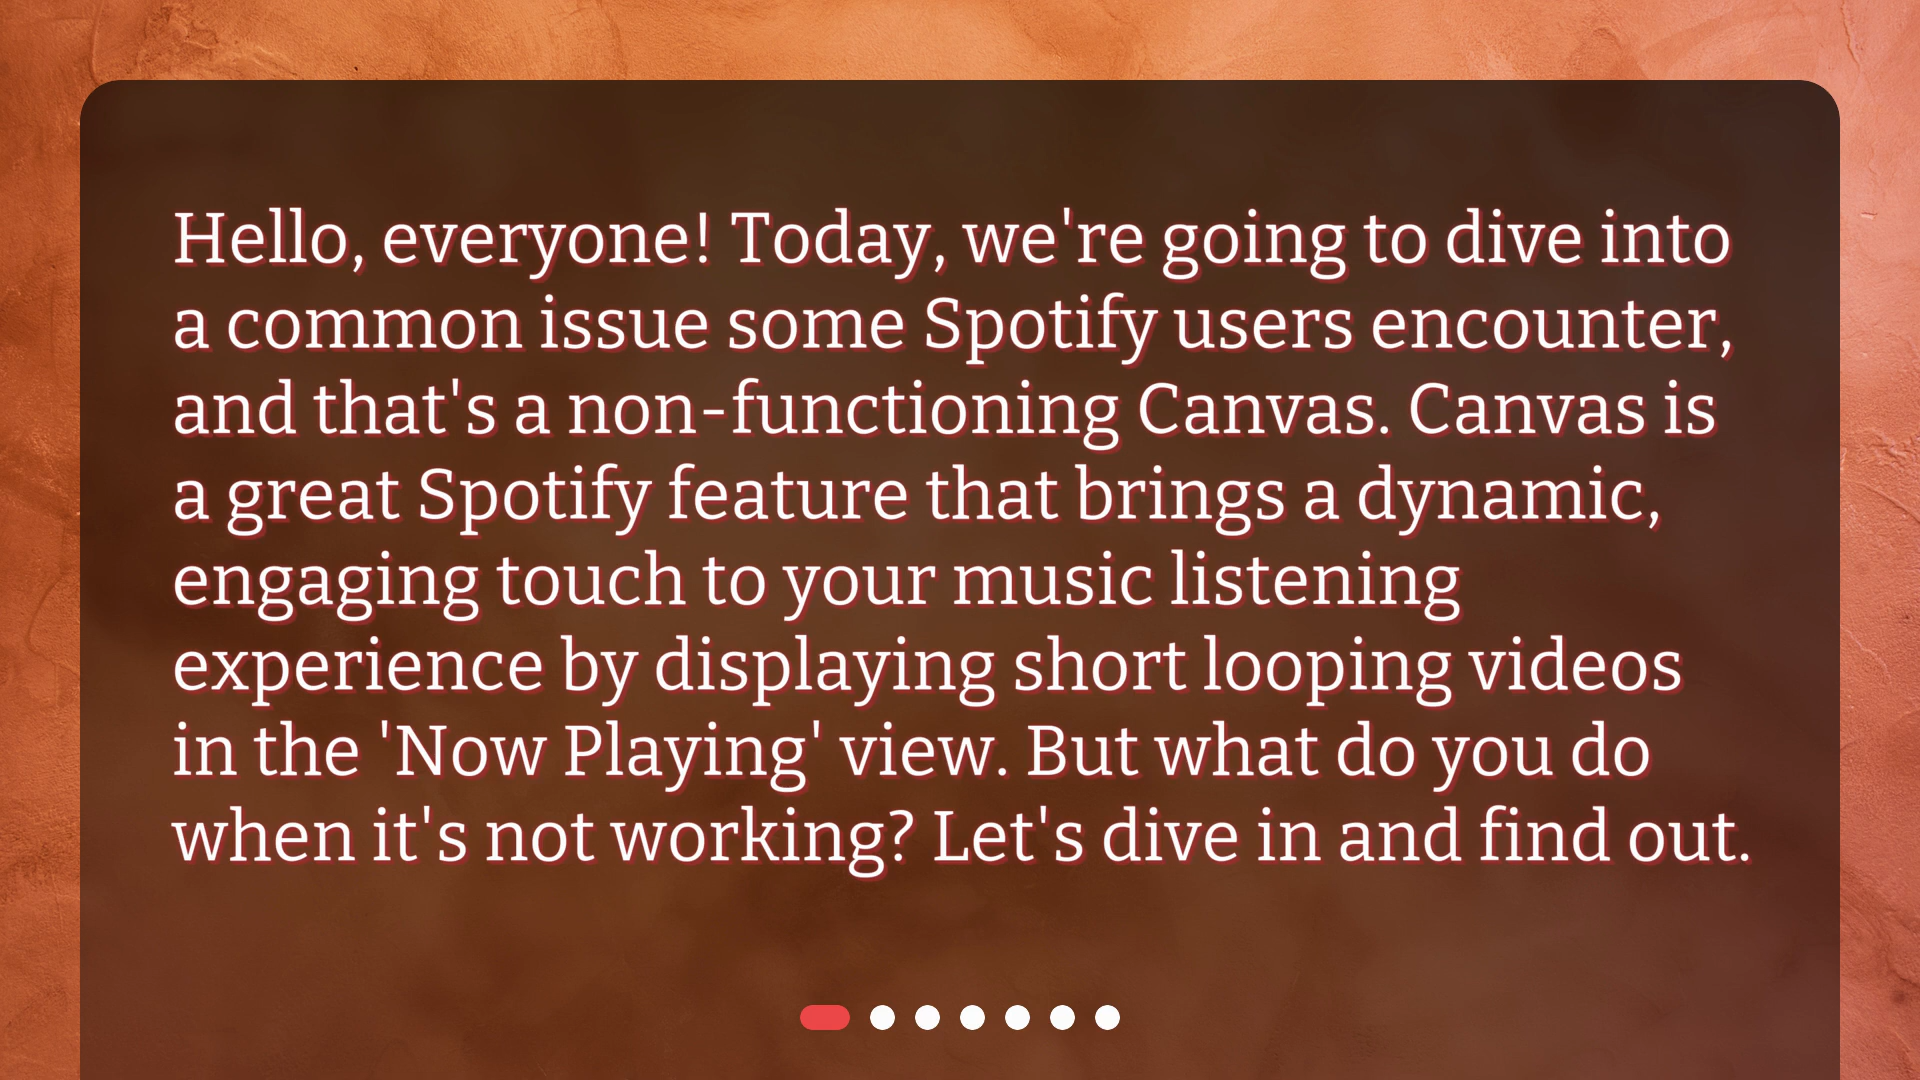 Hello, everyone! Today, we're going to dive into
a common issue some Spotify users encounter,
and that's a non-functioning Canvas. Canvas is
a great Spotify feature that brings a dynamic,
engaging touch to your music listening
experience by displaying short looping videos
in the 'Now Playing' view. But what do you do
when it's not working? Let's dive in and find out.